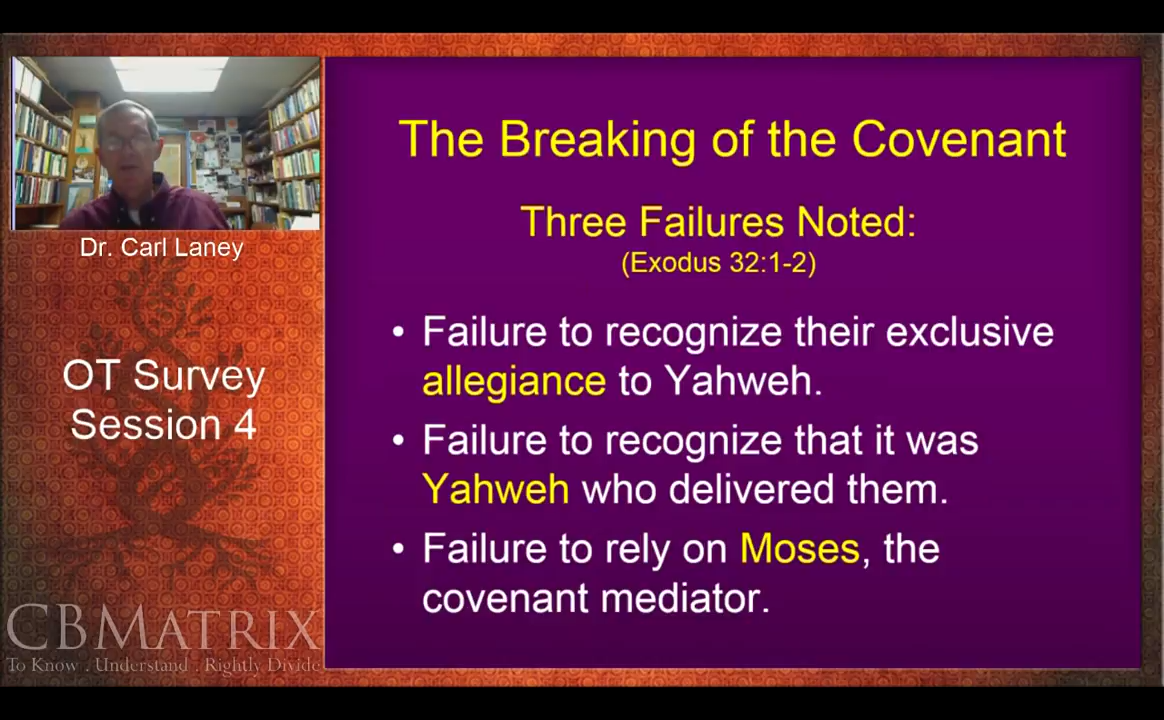 The Breaking of the Covenant
Three Failures Noted:
(Exodus 32:1-2)
• Failure to recognize their exclusive
allegiance to Yahweh.
• Failure to recognize that it was
Yahweh who delivered them.
• Failure to rely on Moses, the
covenant mediator.
Dr. Carl Laney
OT Survey
Session 4
CBMATRIX
To Know . Understand . Rightly Divide